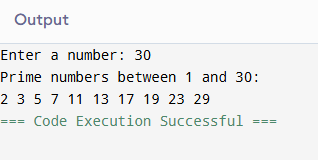 Output
Enter a number: 30
Prime numbers between 1 and 30:
2 3 5 7 11 13 17 19 23 29
=== Code Execution Successful ===